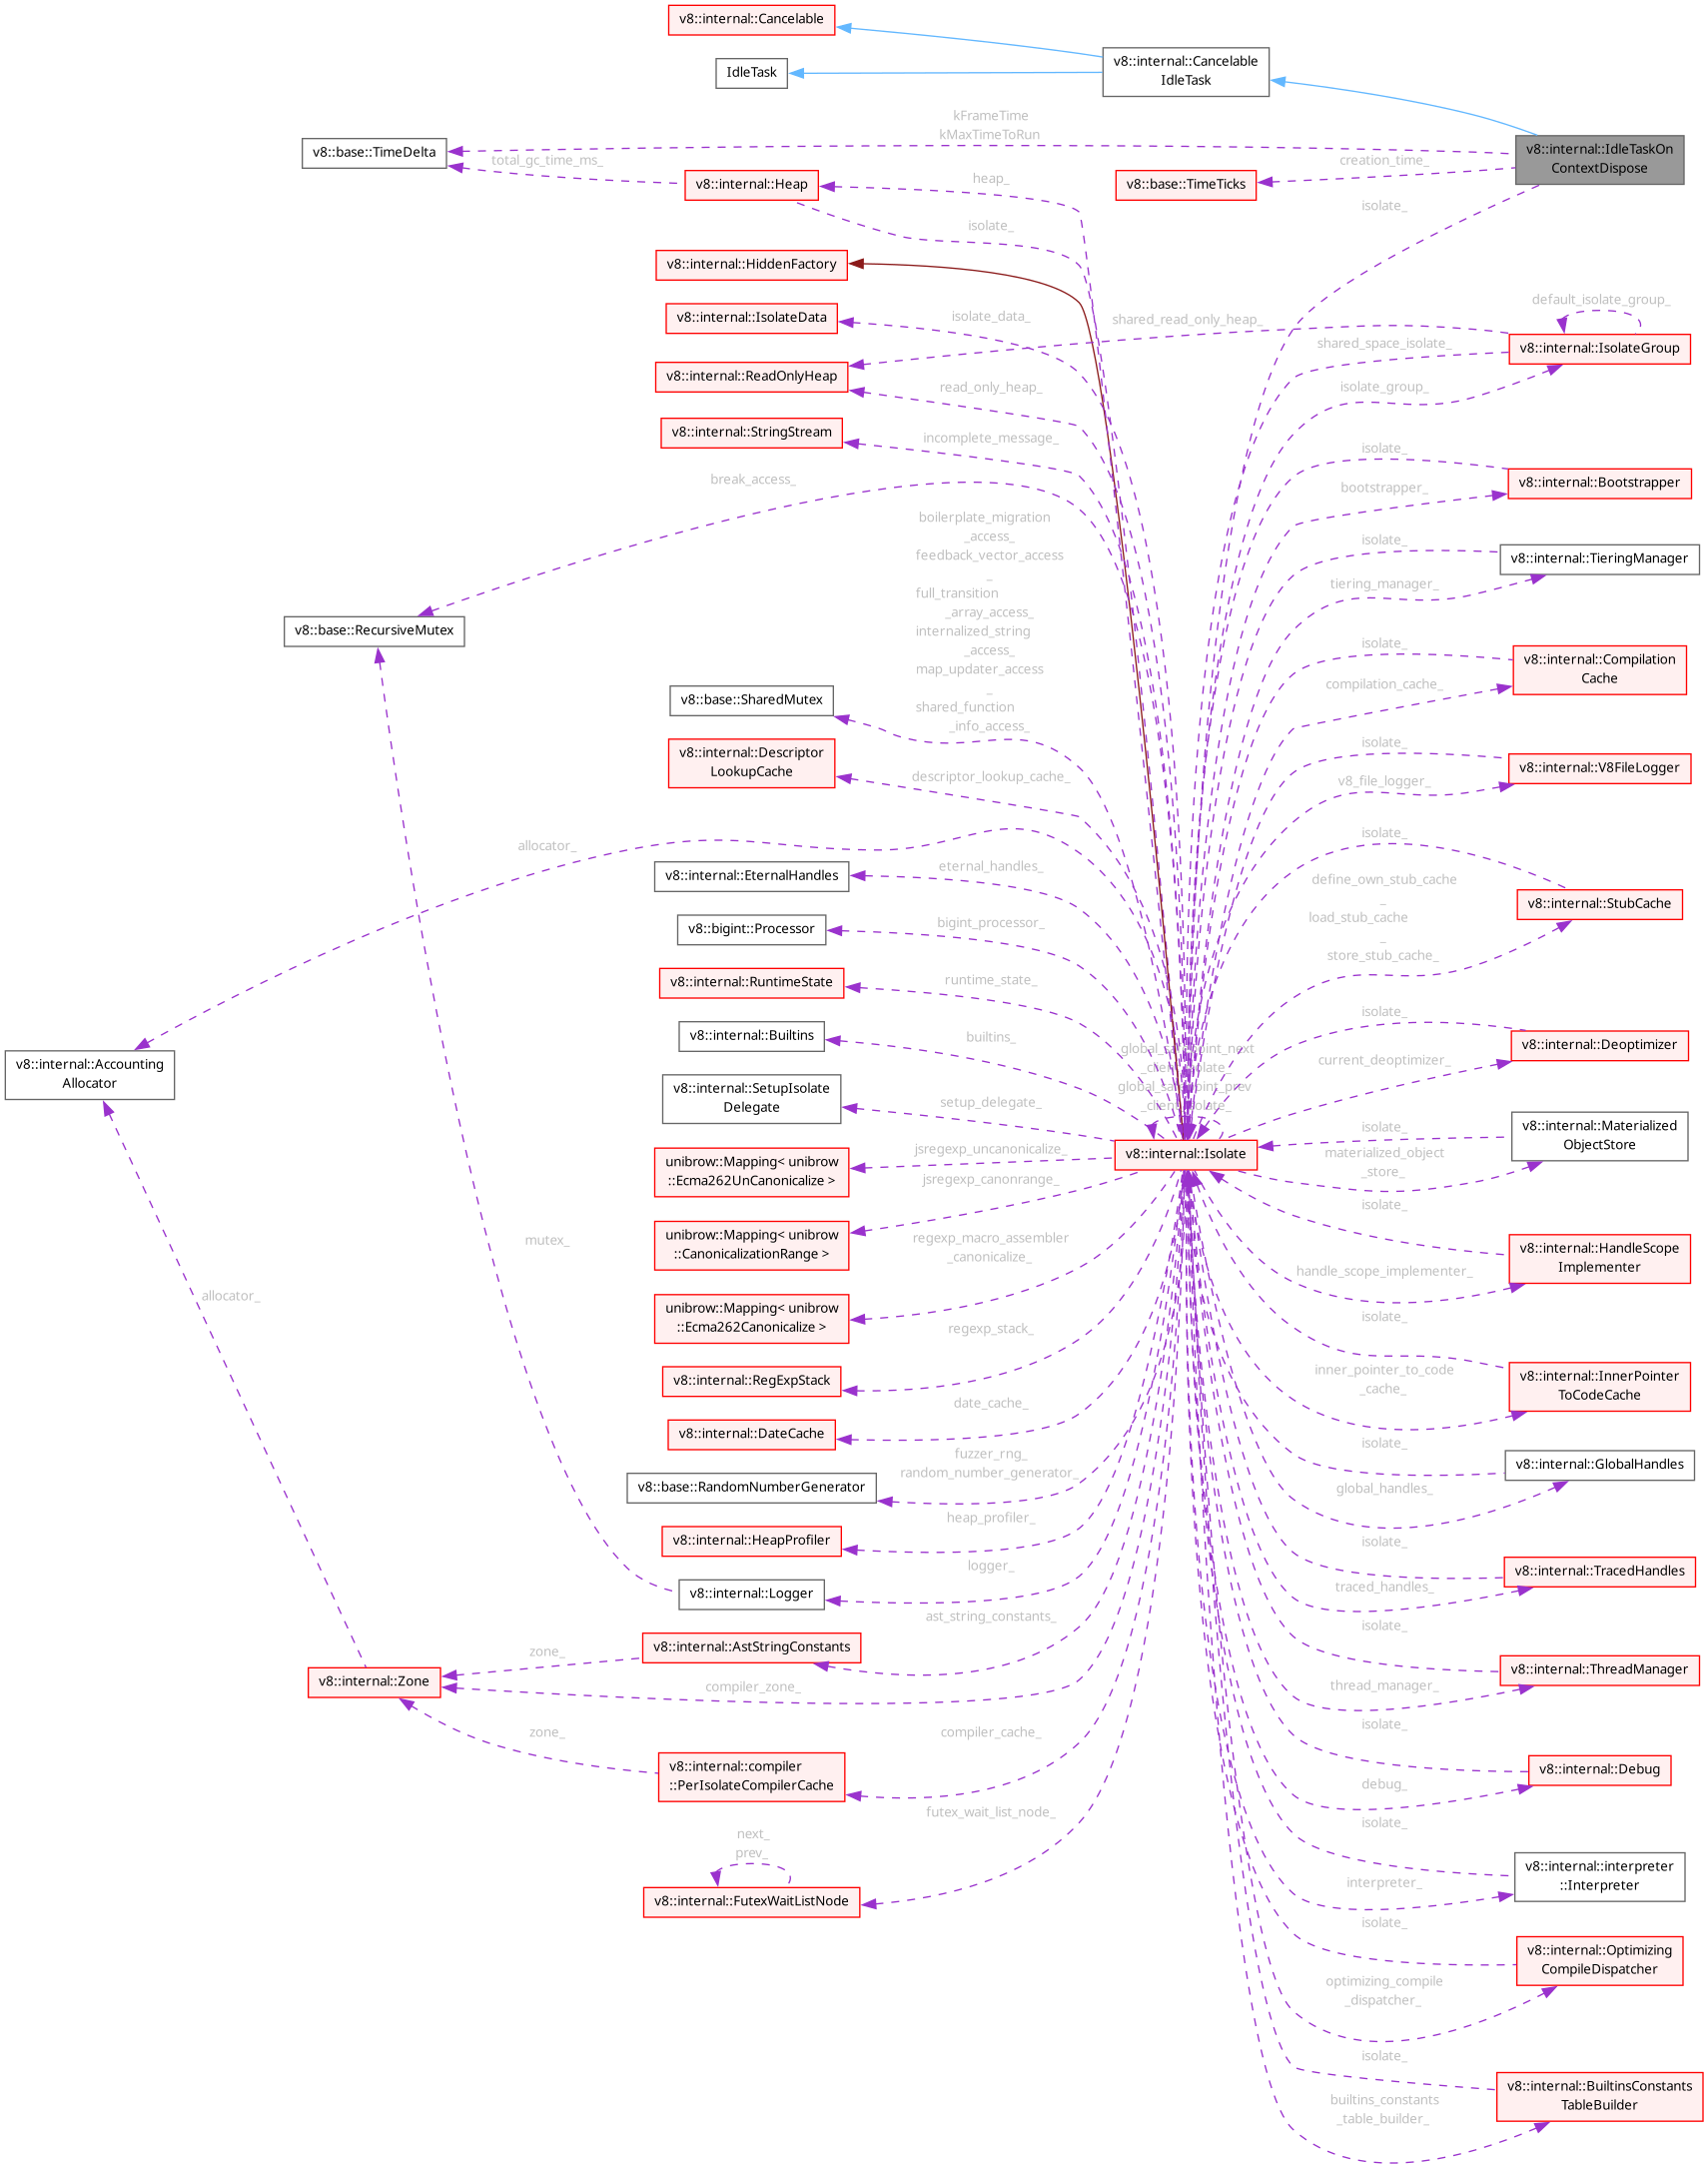 v8::internal::Cancelable
IdleTask
v8::internal::Cancelable
IdleTask
kFrameTime
kMaxTimeToRun
v8::base::TimeDelta
total_gc_time_ms_
v8::internal::Heap
heap_
isolate_
creation_time_
v8::base::TimeTicks
v8::internal::IdleTaskOn
ContextDispose
isolate_
v8::internal::HiddenFactory
v8::internal::IsolateData
isolate_data_
shared_read_only_heap_
default_isolate_group_
v8::internal::IsolateGroup
shared_space_isolate_
isolate_group_
v8::internal::ReadOnlyHeap
read_only_heap_
v8::internal::StringStream
incomplete_message_
isolate_
bootstrapper_
v8::internal::Bootstrapper
break_access_
v8::base::RecursiveMutex
isolate_
tiering_manager_
v8::internal::TieringManager
boilerplate_migration
_access_
feedback_vector_access
_
full_transition
_array_access_
internalized_string
_access_
map_updater_access
_
shared_function
_info_access_
v8::base::SharedMutex
isolate_
compilation_cache_
v8::internal::Compilation
Cache
v8::internal::Descriptor
LookupCache
descriptor_lookup_cache_
isolate_
v8_file_logger_
v8::internal::V8FileLogger
allocator_
v8::internal::EternalHandles
eternal_handles_
isolate_
define_own_stub_cache
_
load_stub_cache
_
store_stub_cache_
v8::internal::StubCache
v8::bigint::Processor
bigint_processor_
v8::internal::RuntimeState
runtime_state_
v8::internal::Builtins
builtins_
global_safepoint_next
_client_isolate_
global_safepoint_prev
_client_isolate_
isolate_
current_deoptimizer_
v8::internal::Deoptimizer
v8::internal::Accounting
Allocator
v8::internal::SetupIsolate
Delegate
setup_delegate_
v8::internal::Isolate
isolate_
materialized_object
_store_
v8::internal::Materialized
ObjectStore
unibrow::Mapping< unibrow
::Ecma262UnCanonicalize >
jsregexp_uncanonicalize_
jsregexp_canonrange_
unibrow::Mapping< unibrow
::CanonicalizationRange >
isolate_
handle_scope_implementer_
v8::internal::HandleScope
Implementer
mutex_
regexp_macro_assembler
_canonicalize_
unibrow::Mapping< unibrow
::Ecma262Canonicalize >
allocator_
regexp_stack_
v8::internal::RegExpStack
isolate_
inner_pointer_to_code
_cache_
v8::internal::InnerPointer
ToCodeCache
date_cache_
v8::internal::DateCache
isolate_
global_handles_
v8::internal::GlobalHandles
fuzzer_rng_
random_number_generator_
v8::base::RandomNumberGenerator
heap_profiler_
v8::internal::HeapProfiler
isolate_
traced_handles_
v8::internal::TracedHandles
logger_
v8::internal::Logger
ast_string_constants_
v8::internal::AstStringConstants
zone_
v8::internal::Zone
compiler_zone_
isolate_
thread_manager_
v8::internal::ThreadManager
zone_
compiler_cache_
v8::internal::compiler
::PerIsolateCompilerCache
isolate_
debug_
v8::internal::Debug
futex_wait_list_node_
next_
prev_
v8::internal::FutexWaitListNode
isolate_
interpreter_
v8::internal::interpreter
::Interpreter
isolate_
optimizing_compile
_dispatcher_
v8::internal::Optimizing
CompileDispatcher
isolate_
builtins_constants
_table_builder_
v8::internal::BuiltinsConstants
TableBuilder